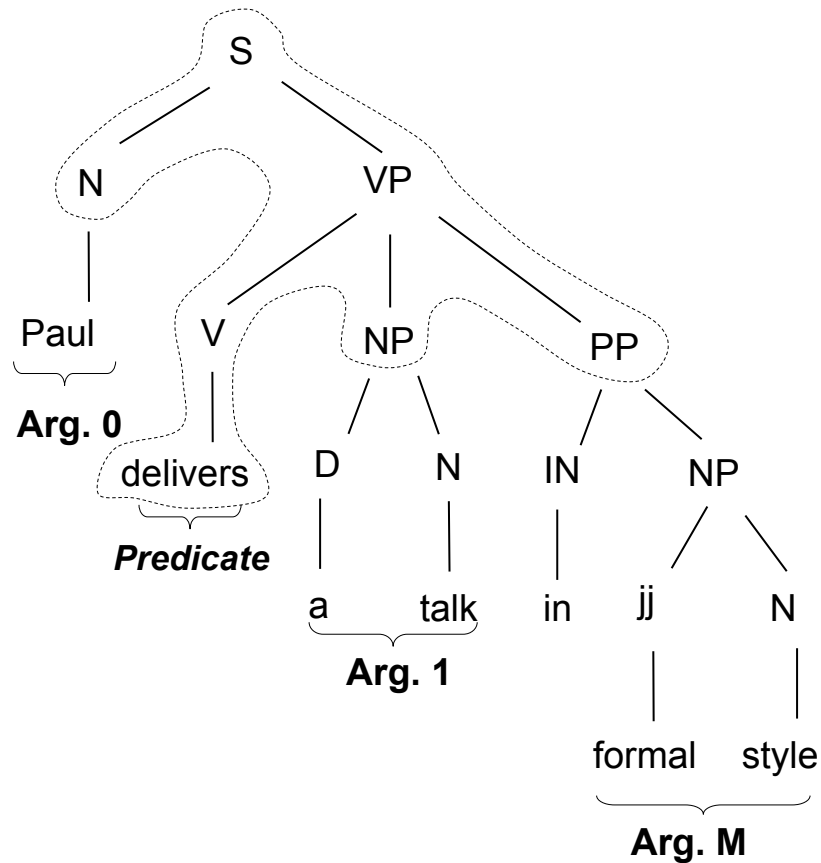 S
N VP
Paul V NP PP
Arg. 0
delivers D N IN NP
Predicate
a talk in jj N
Arg. 1
formal style
Arg. M